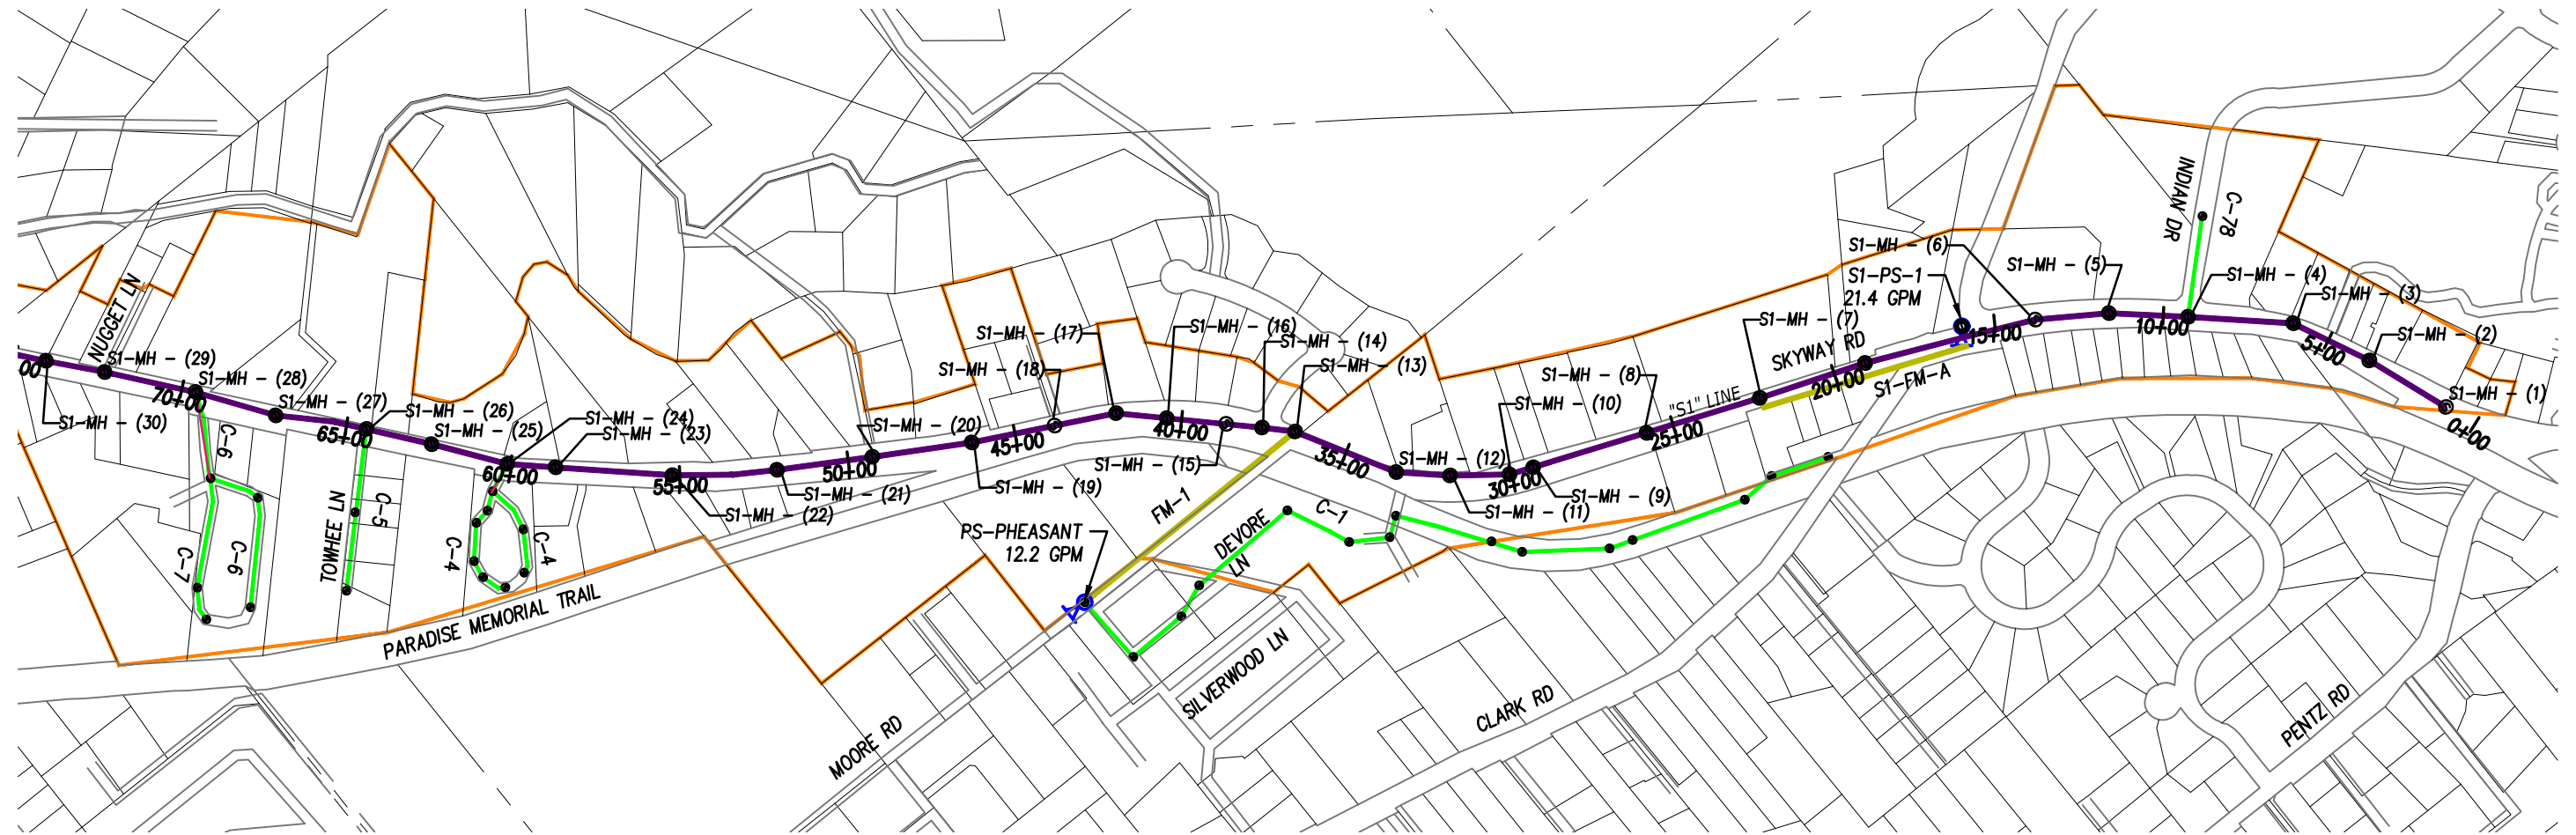 NUGGET LN
00
S1-MH - (30)
S1-MH - (29)
70+00
S1-MH - (28)
S1-MH - (27)
65+00
S1-MH - (26)
S1-MH - (25)
S1-MH - (24)
S1-MH - (23)
60+00
55+00
S1-MH - (22)
S1-MH - (21)
50+00
S1-MH - (20)
S1-MH - (19)
45+00
S1-MH - (18)
S1-MH - (17)
S1-MH - (16)
40+00
S1-MH - (15)
S1-MH - (14)
S1-MH - (13)
35+00
S1-MH - (12)
S1-MH - (11)
30+00
S1-MH - (10)
S1-MH - (9)
S1-MH - (8)
25+00
"S1" LINE
S1-MH - (7)
SKYWAY RD
20+00
S1-FM-A
S1-PS-1
21.4 GPM
S1-MH - (6)
15+00
S1-MH - (5)
10+00
INDIAN DR
C-78
S1-MH - (4)
S1-MH - (3)
5+00
S1-MH - (2)
S1-MH - (1)
0+00
C-6
C-7
C-6
TOWHEE LN
C-5
C-4
C-4
PARADISE MEMORIAL TRAIL
PS-PHEASANT
12.2 GPM
FM-1
DEVORE
LN
C-1
SILVERWOOD LN
MOORE RD
CLARK RD
PENTZ RD